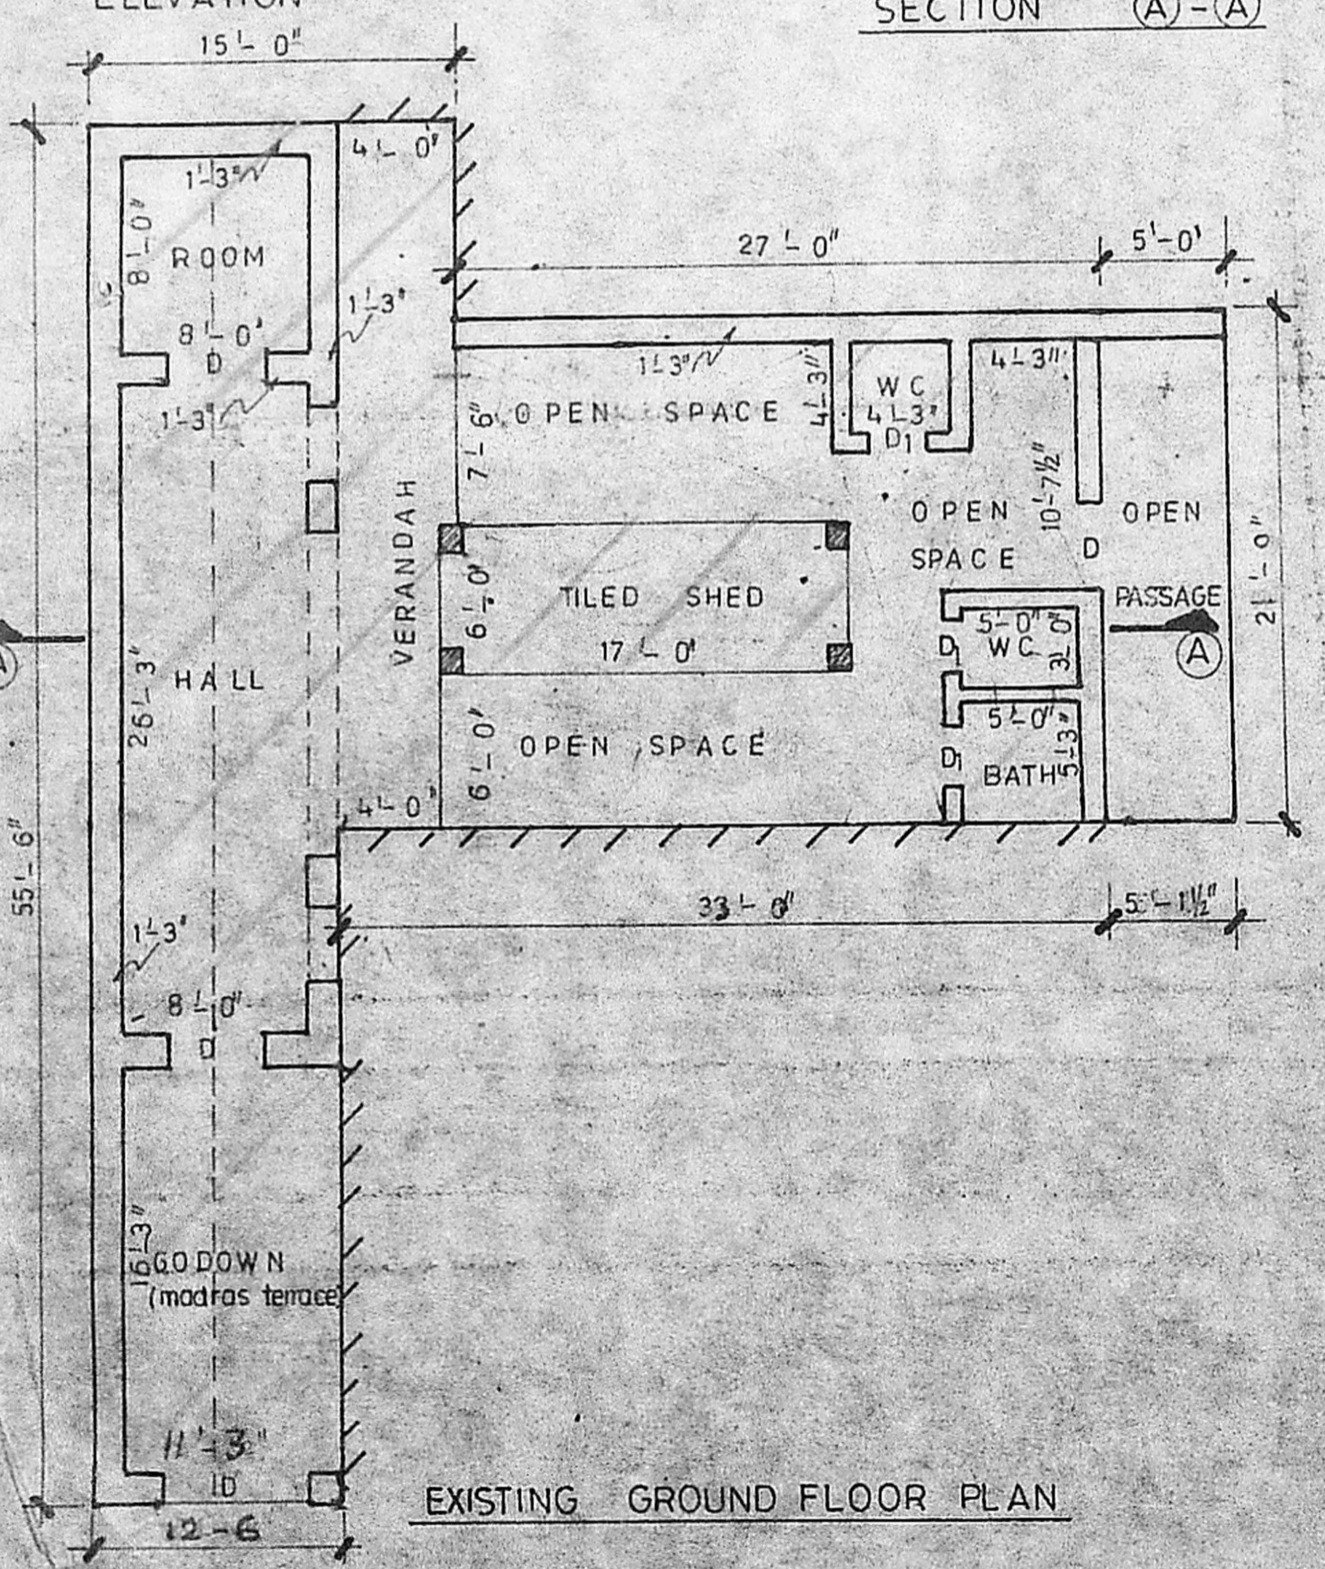 ELEVATION
SECTION (A)-(A)
15'-0"
4'-0"
1'-3"
8'-0"
ROOM
27'-0"
5'-0'
1'-3"
8'-0'
D
1'-3"
1'-3"
4'-3"
WC
4'-3"
D1
4'-3"
7'-6"
OPEN SPACE
10'-7½"
OPEN
SPACE
OPEN
PASSAGE
D
21'-0"
VERANDAH
6'-0'
TILED SHED
17'-0'
5'-0"
D1
WC
3'-0"
A
A
HALL
26'-3"
6'-0'
OPEN SPACE
5'-0"
D1
BATH
5'-3"
4'-0"
55'-6"
33'-0"
5'-1½"
1'-3"
8'-0"
D
16'-3"
GODOWN
(madras terrace)
11'-3"
D
12-6
EXISTING GROUND FLOOR PLAN